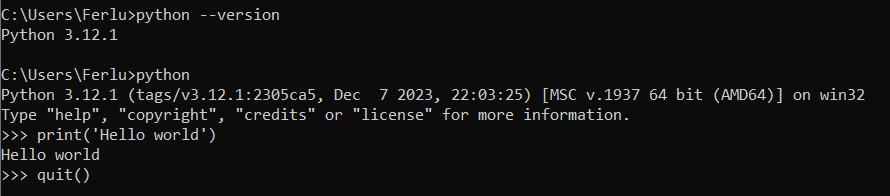 C:\Users\Ferlu>python --version
Python 3.12.1
C:\Users\Ferlu>python
Python 3.12.1 (tags/v3.12.1:2305ca5, Dec  7 2023, 22:03:25) [MSC v.1937 64 bit (AMD64)] on win32
Type "help", "copyright", "credits" or "license" for more information.
>>> print('Hello world')
Hello world
>>> quit()